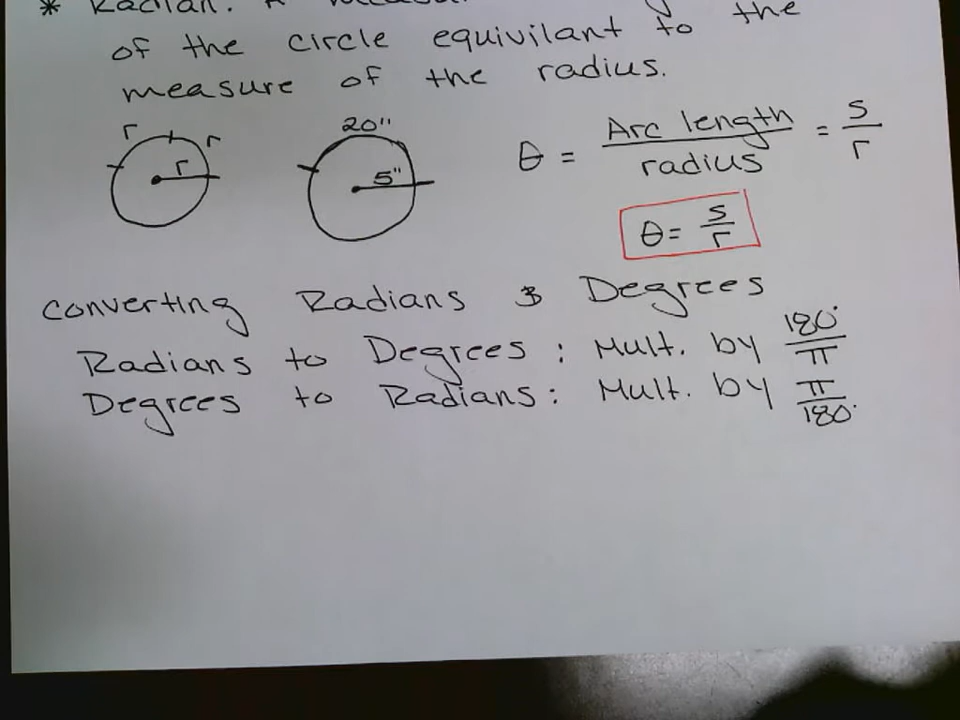 * Radian: A
of the circle equivilant to the
measure of the radius.
r r r
20" 5"
θ = Arc length / radius = s / r
θ = s / r
Converting Radians & Degrees
Radians to Degrees: Mult. by 180° / π
Degrees to Radians: Mult. by π / 180°